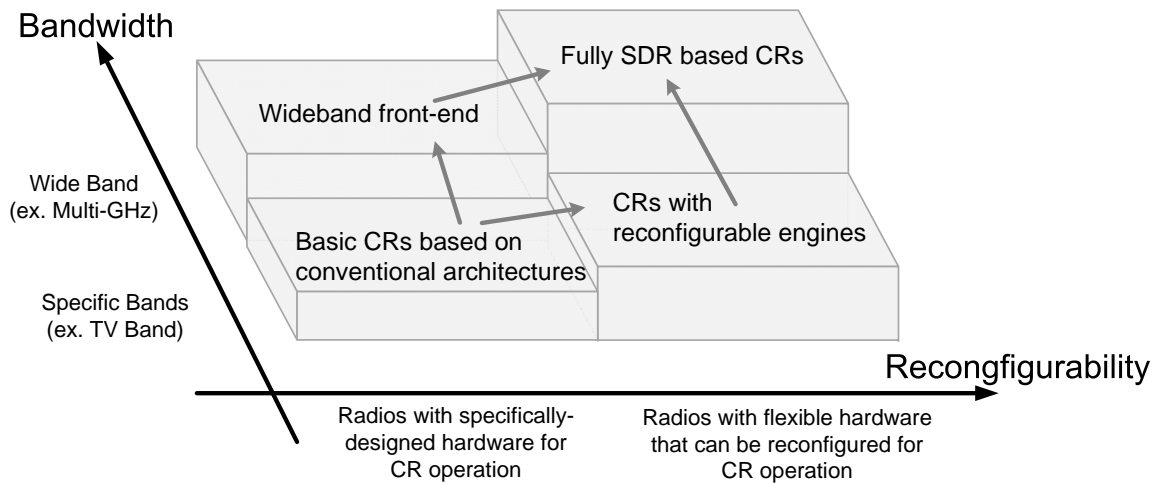 Bandwidth
Fully SDR based CRs
Wideband front-end
Wide Band
(ex. Multi-GHz)
CRs with
reconfigurable engines
Basic CRs based on
conventional architectures
Specific Bands
(ex. TV Band)
Recongfigurability
Radios with specifically-
designed hardware for
CR operation
Radios with flexible hardware
that can be reconfigured for
CR operation